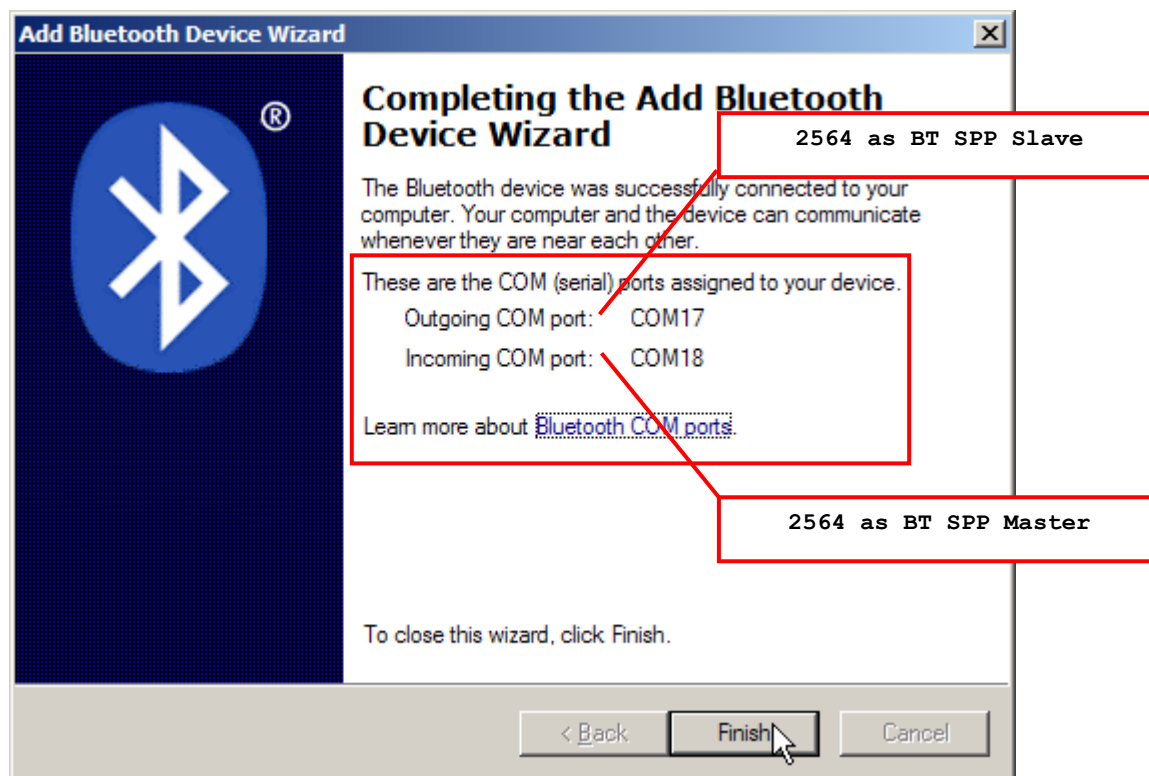 Add Bluetooth Device Wizard
®
Completing the Add Bluetooth
Device Wizard
2564 as BT SPP Slave
The Bluetooth device was successfully connected to your
computer. Your computer and the device can communicate
whenever they are near each other.
These are the COM (serial) ports assigned to your device.
Outgoing COM port: COM17
Incoming COM port: COM18
Learn more about Bluetooth COM ports.
2564 as BT SPP Master
To close this wizard, click Finish.
< Back Finish Cancel